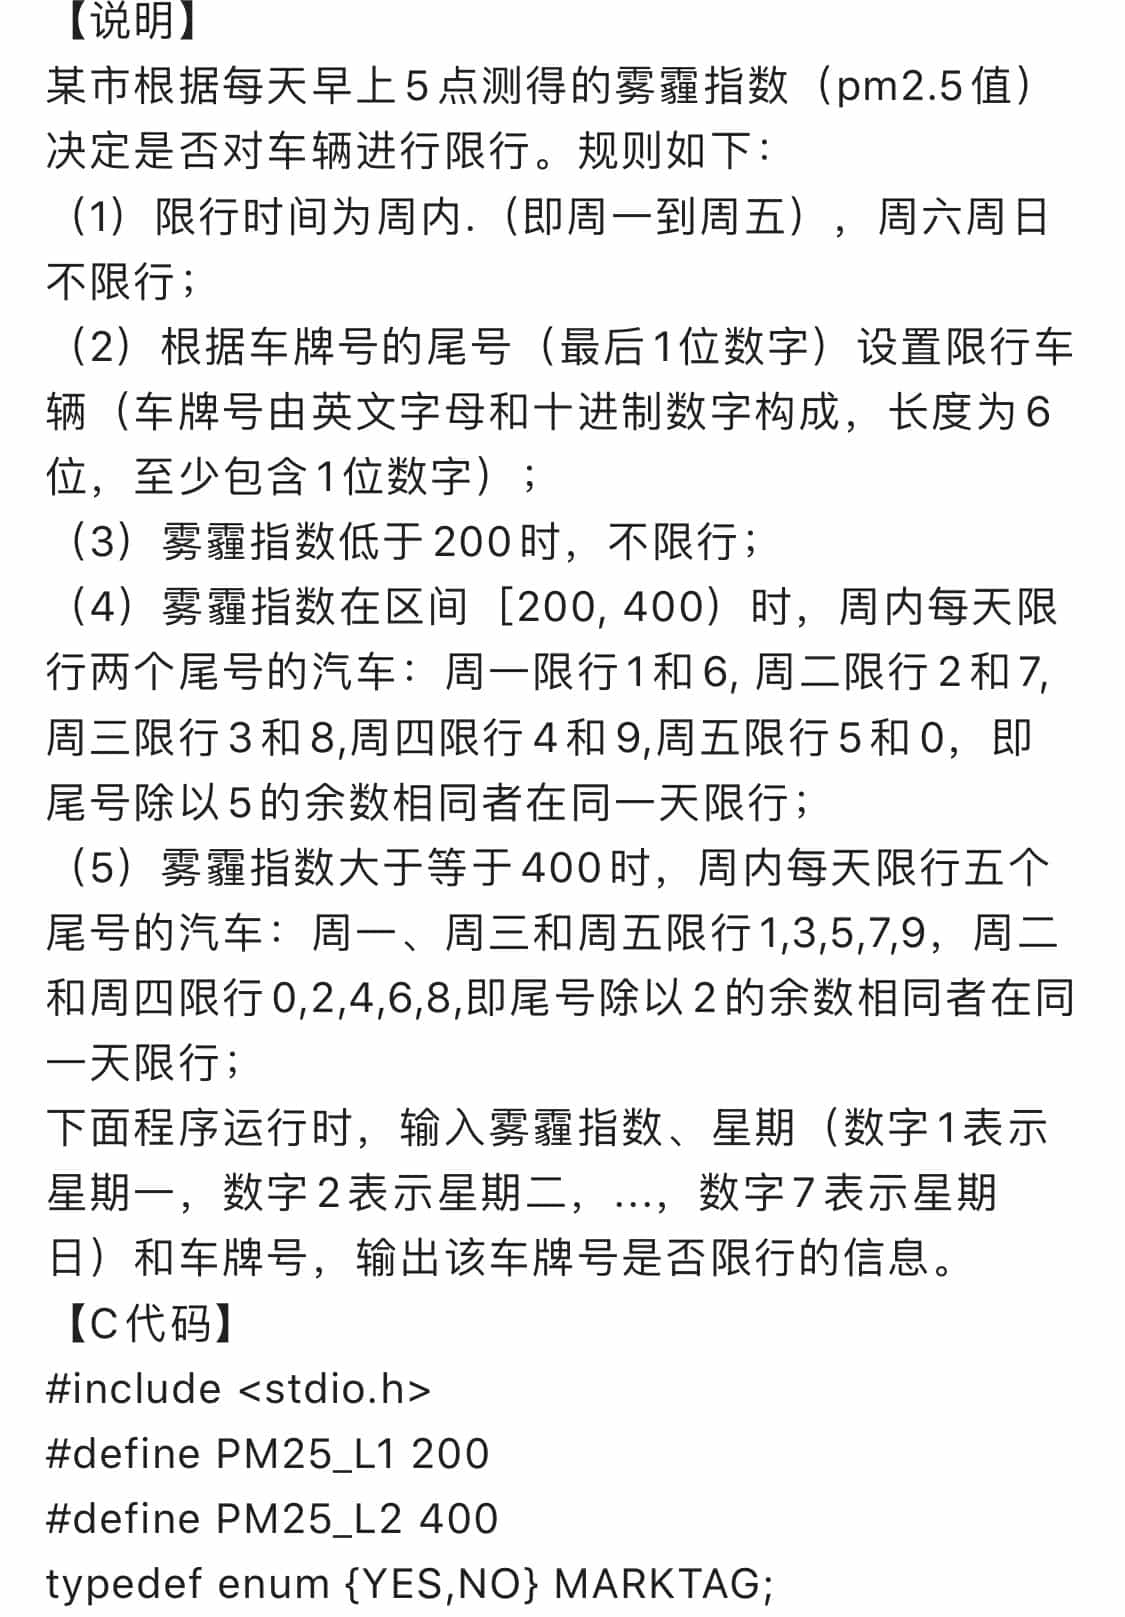 【说明】
某市根据每天早上5点测得的雾霾指数（pm2.5值）
决定是否对车辆进行限行。规则如下：
（1）限行时间为周内.（即周一到周五），周六周日
不限行；
（2）根据车牌号的尾号（最后1位数字）设置限行车
辆（车牌号由英文字母和十进制数字构成，长度为6
位，至少包含1位数字）；
（3）雾霾指数低于200时，不限行；
（4）雾霾指数在区间［200, 400）时，周内每天限
行两个尾号的汽车：周一限行1和6, 周二限行2和7,
周三限行3和8,周四限行4和9,周五限行5和0，即
尾号除以5的余数相同者在同一天限行；
（5）雾霾指数大于等于400时，周内每天限行五个
尾号的汽车：周一、周三和周五限行1,3,5,7,9，周二
和周四限行0,2,4,6,8,即尾号除以2的余数相同者在同
一天限行；
下面程序运行时，输入雾霾指数、星期（数字1表示
星期一，数字2表示星期二，...，数字7表示星期
日）和车牌号，输出该车牌号是否限行的信息。
【C代码】
#include <stdio.h>
#define PM25_L1 200
#define PM25_L2 400
typedef enum {YES,NO} MARKTAG;